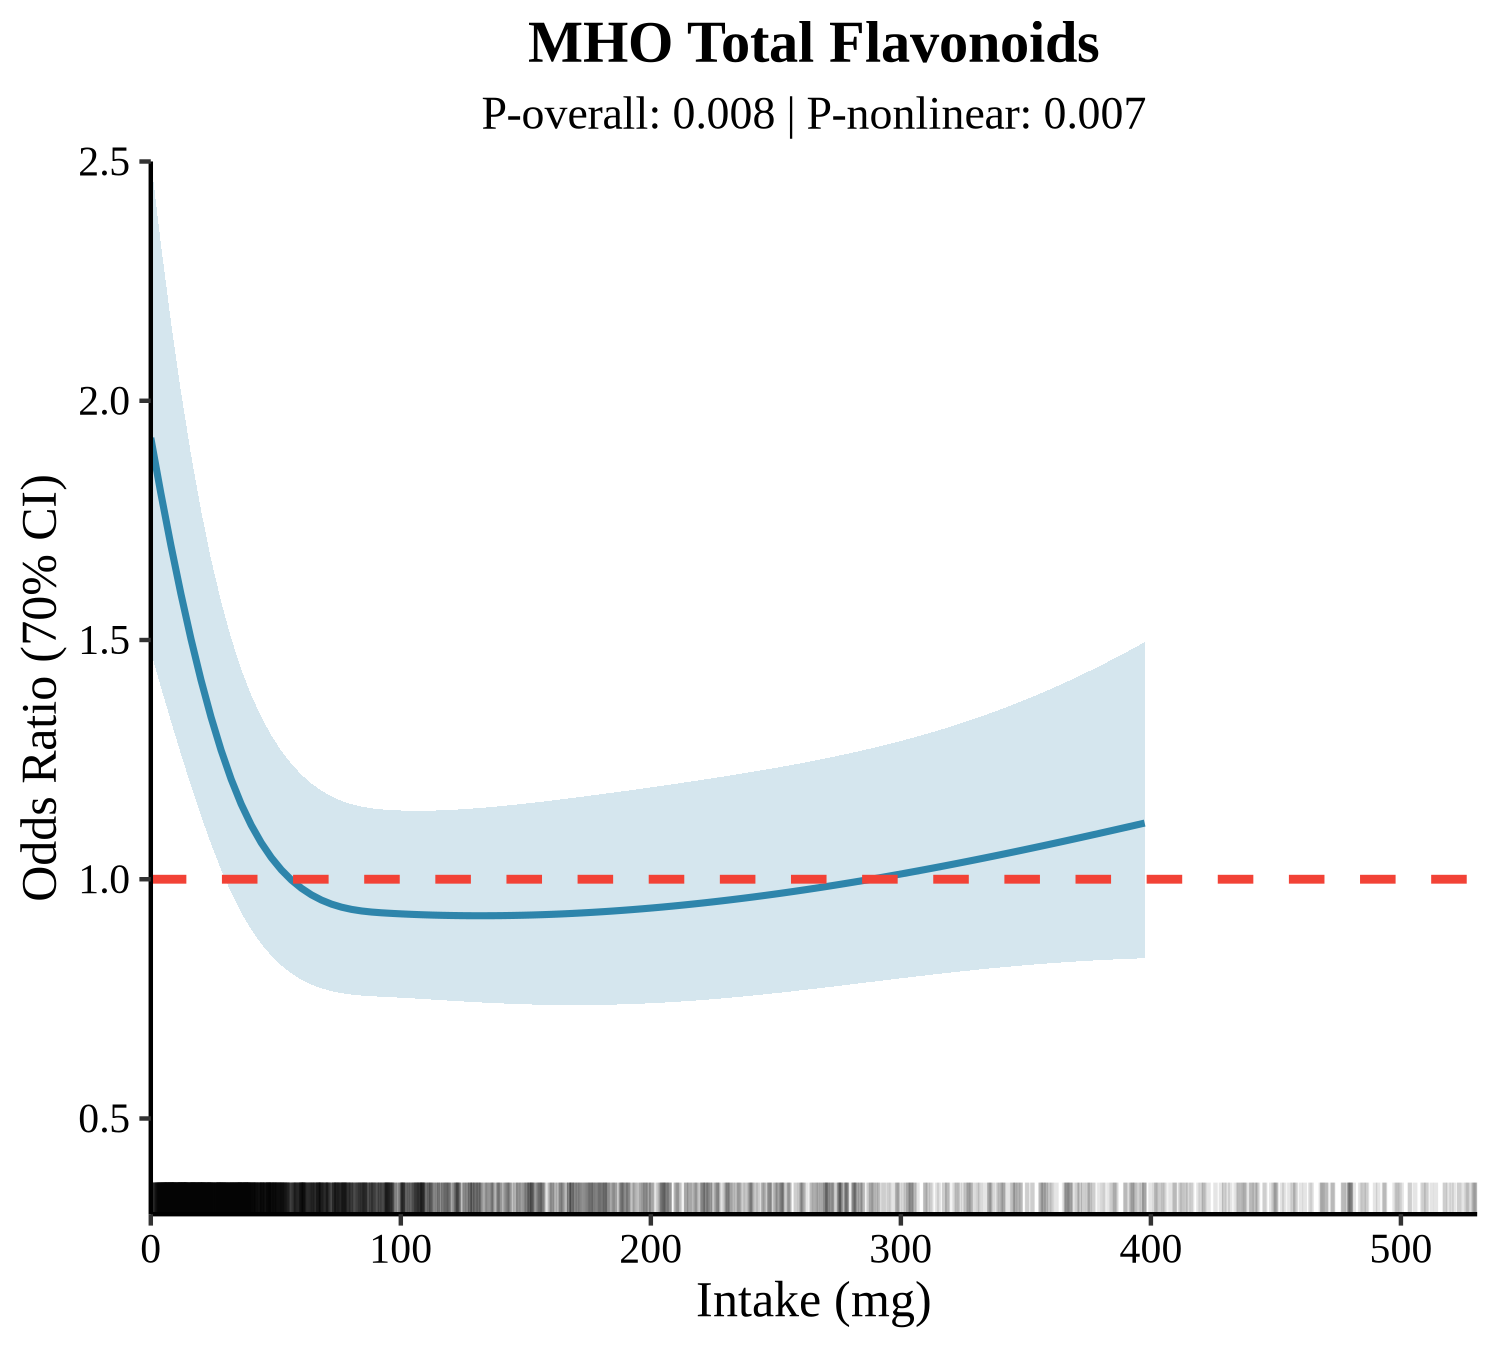 MHO Total Flavonoids
P-overall: 0.008 | P-nonlinear: 0.007
Odds Ratio (70% CI)
2.5
2.0
1.5
1.0
0.5
0 100 200 300 400 500
Intake (mg)